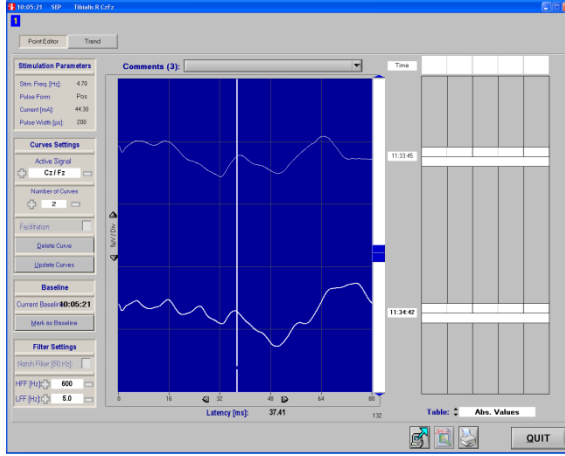 10:05:21 SEP Tibialis R CzFz
1
Point Editor Trend
Stimulation Parameters
Stim. Freq. [Hz]: 4.70
Pulse Form: Pos
Current [mA]: 44.30
Pulse Width [µs]: 200
Curves Settings
Active Signal
Cz / Fz
Number of Curves
2
Facilitation
Delete Curve
Update Curves
Baseline
Current Baselin10:05:21
Mark as Baseline
Filter Settings
Notch Filter [50 Hz]:
HFF [Hz]: 600
LFF [Hz]: 5.0
Comments (3):
5µV / Div
0 16 32 48 64 80
Latency [ms]: 37.41
132
Time
11:33:45
11:34:42
Table: Abs. Values
QUIT